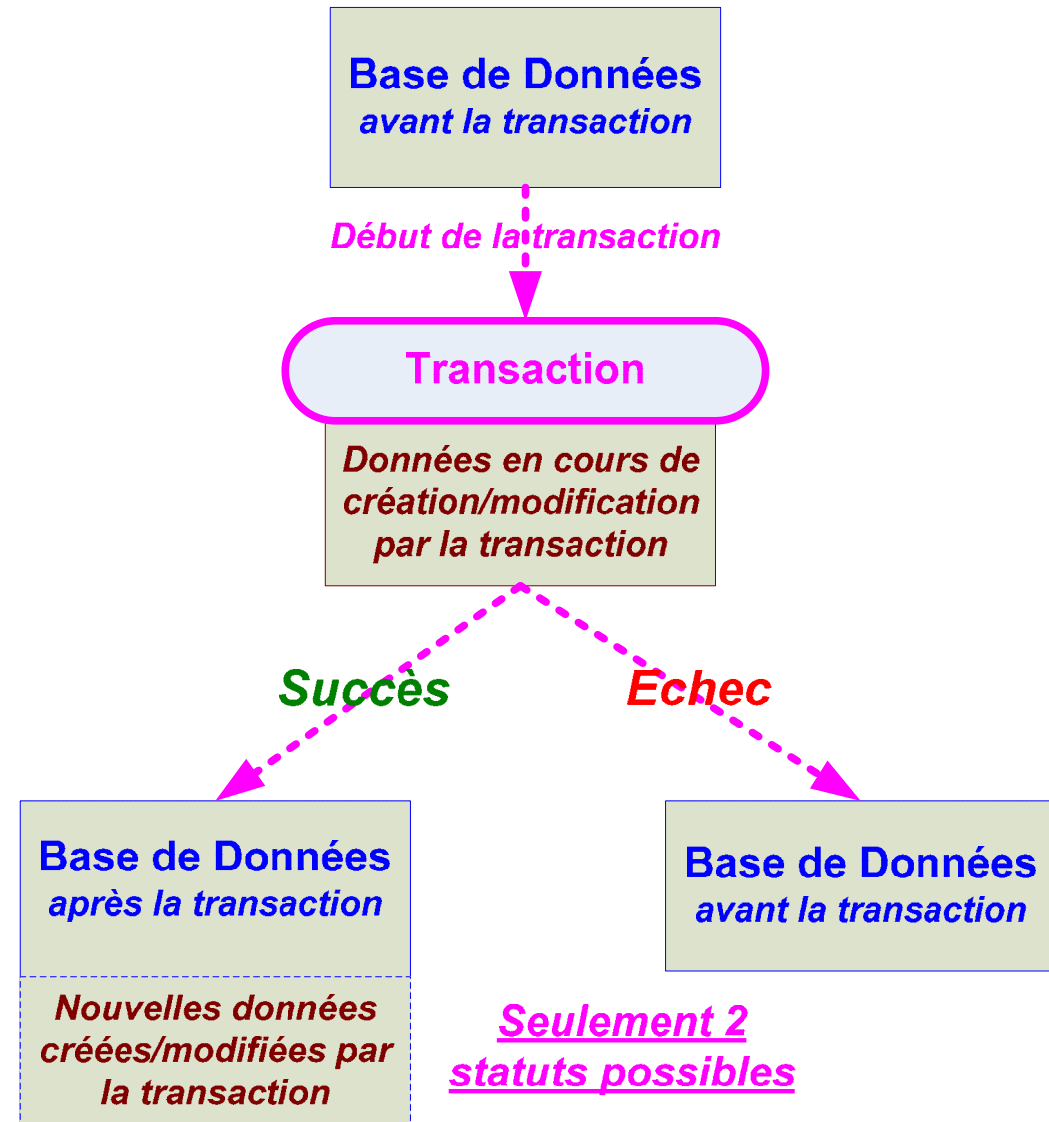 Base de Données
avant la transaction
Début de la transaction
Transaction
Données en cours de
création/modification
par la transaction
Succès
Echec
Base de Données
après la transaction
Base de Données
avant la transaction
Nouvelles données
créées/modifiées par
la transaction
Seulement 2
statuts possibles